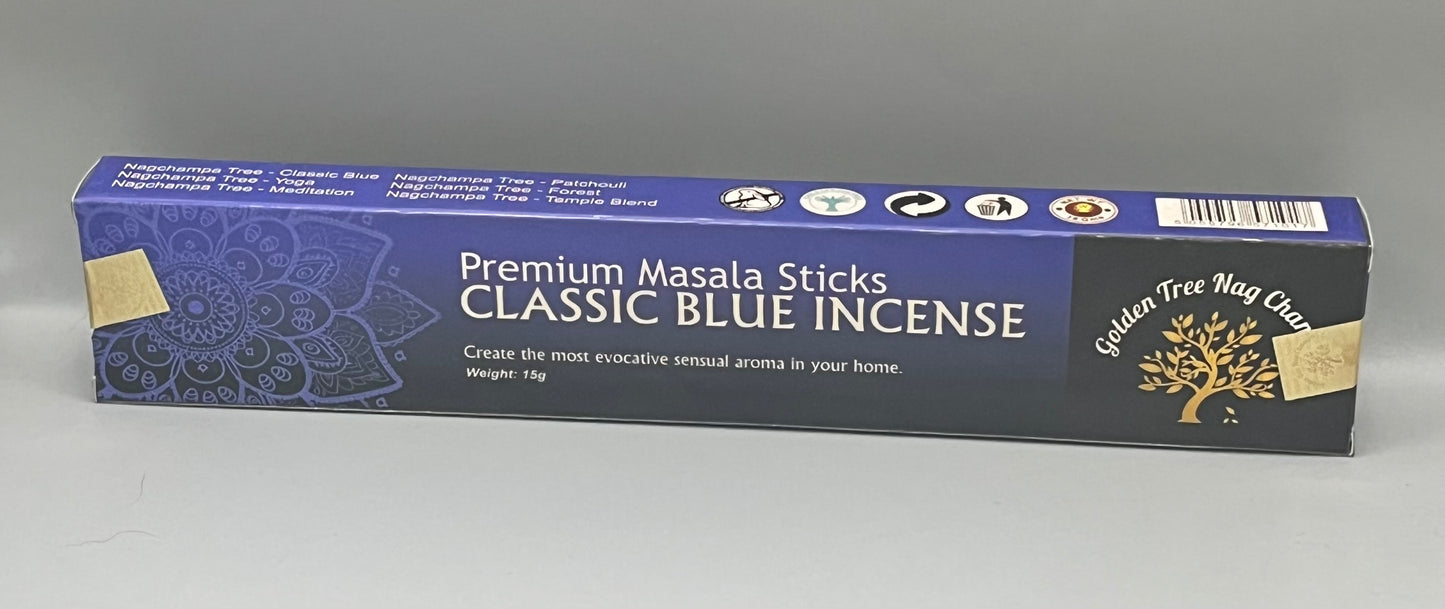 Nagchampa Tree - Classic Blue
Nagchampa Tree - Yoga
Nagchampa Tree - Meditation
Nagchampa Tree - Patchouli
Nagchampa Tree - Forest
Nagchampa Tree - Temple Blend
Premium Masala Sticks
CLASSIC BLUE INCENSE
Create the most evocative sensual aroma in your home.
Weight: 15g
Golden Tree Nag Cha